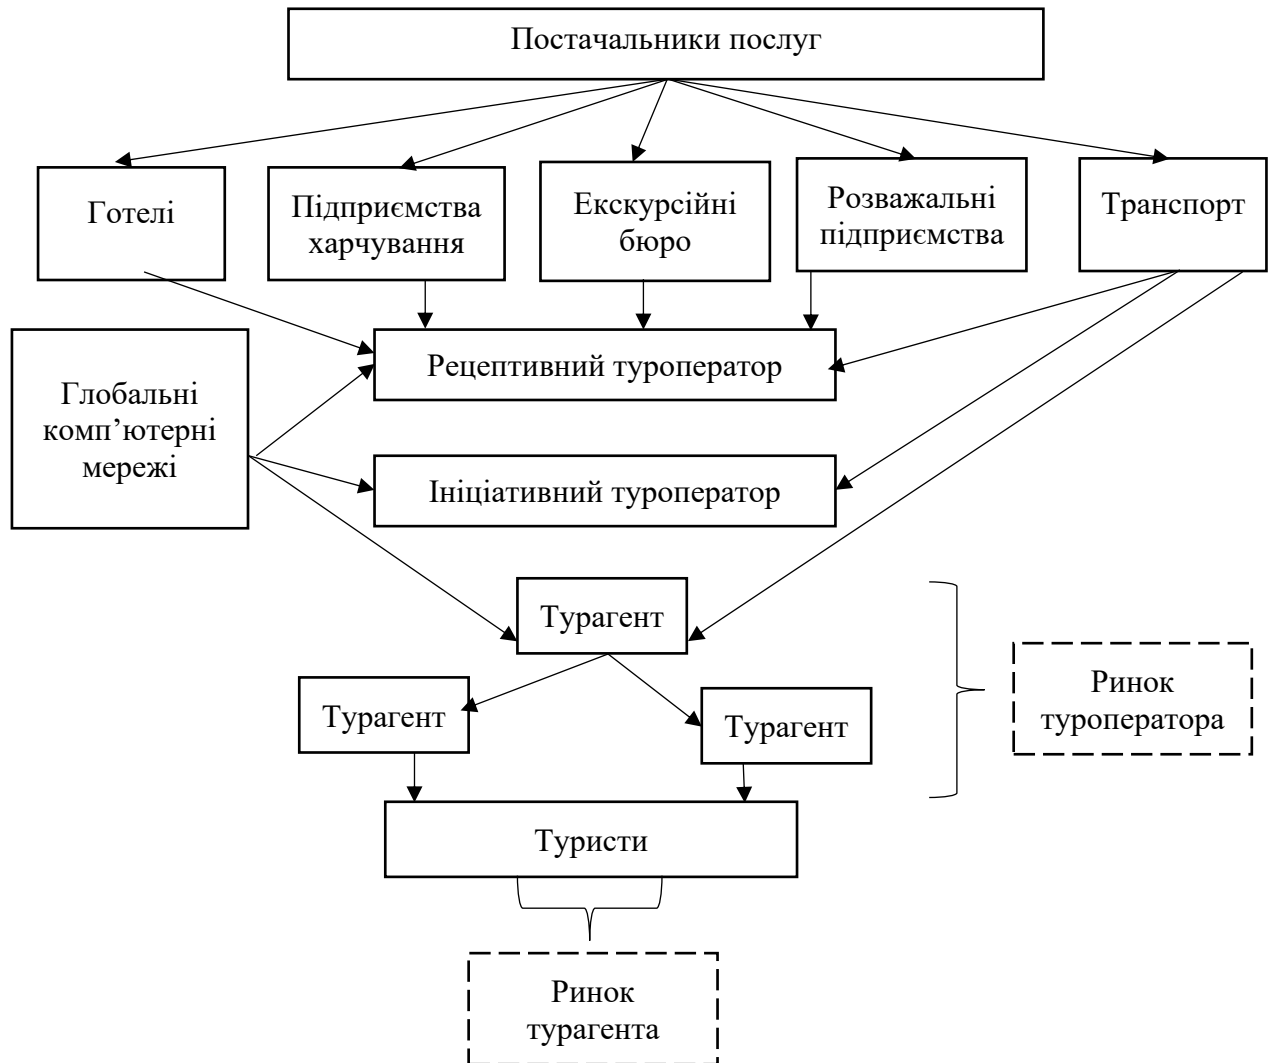 Постачальники послуг
Готелі
Підприємства
харчування
Екскурсійні
бюро
Розважальні
підприємства
Транспорт
Глобальні
комп’ютерні
мережі
Рецептивний туроператор
Ініціативний туроператор
Турагент
Турагент
Турагент
Ринок
туроператора
Туристи
Ринок
турагента